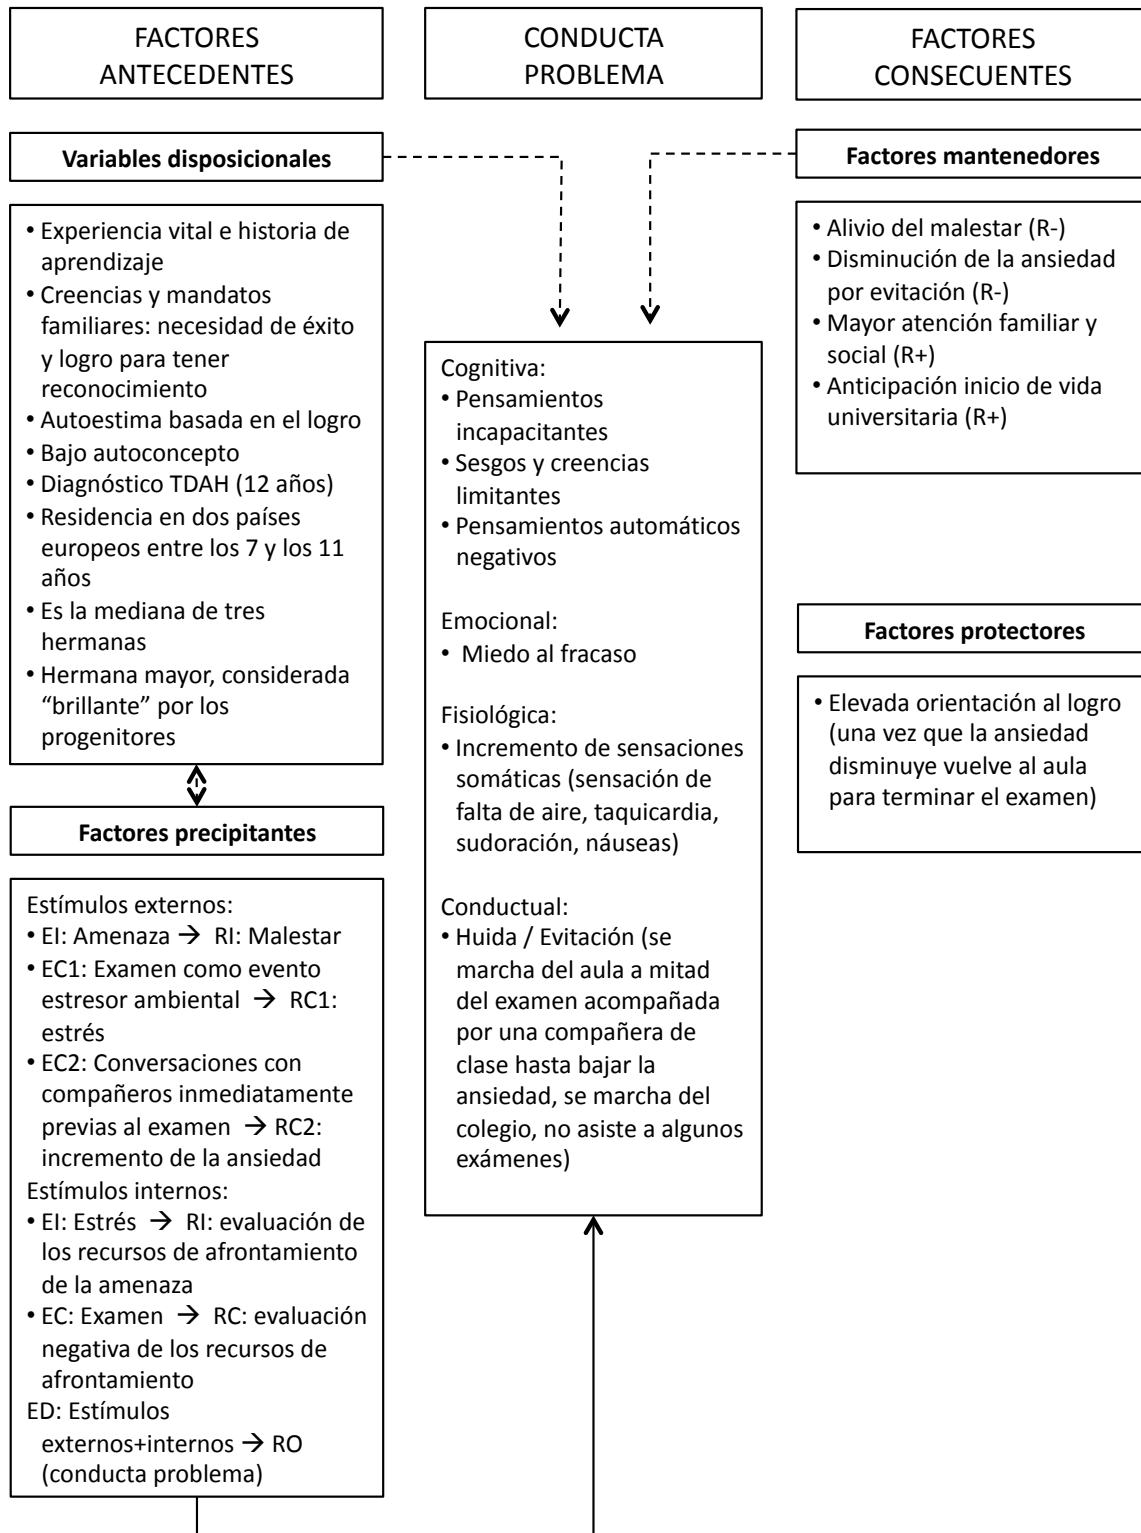 FACTORES
ANTECEDENTES
Variables disposicionales
• Experiencia vital e historia de
aprendizaje
• Creencias y mandatos
familiares: necesidad de éxito
y logro para tener
reconocimiento
• Autoestima basada en el logro
• Bajo autoconcepto
• Diagnóstico TDAH (12 años)
• Residencia en dos países
europeos entre los 7 y los 11
años
• Es la mediana de tres
hermanas
• Hermana mayor, considerada
“brillante” por los
progenitores
Factores precipitantes
Estímulos externos:
• EI: Amenaza → RI: Malestar
• EC1: Examen como evento
estresor ambiental → RC1:
estrés
• EC2: Conversaciones con
compañeros inmediatamente
previas al examen → RC2:
incremento de la ansiedad
Estímulos internos:
• EI: Estrés → RI: evaluación de
los recursos de afrontamiento
de la amenaza
• EC: Examen → RC: evaluación
negativa de los recursos de
afrontamiento
ED: Estímulos
externos+internos → RO
(conducta problema)
CONDUCTA
PROBLEMA
Cognitiva:
• Pensamientos
incapacitantes
• Sesgos y creencias
limitantes
• Pensamientos automáticos
negativos
Emocional:
• Miedo al fracaso
Fisiológica:
• Incremento de sensaciones
somáticas (sensación de
falta de aire, taquicardia,
sudoración, náuseas)
Conductual:
• Huida / Evitación (se
marcha del aula a mitad
del examen acompañada
por una compañera de
clase hasta bajar la
ansiedad, se marcha del
colegio, no asiste a algunos
exámenes)
FACTORES
CONSECUENTES
Factores mantenedores
• Alivio del malestar (R-)
• Disminución de la ansiedad
por evitación (R-)
• Mayor atención familiar y
social (R+)
• Anticipación inicio de vida
universitaria (R+)
Factores protectores
• Elevada orientación al logro
(una vez que la ansiedad
disminuye vuelve al aula
para terminar el examen)